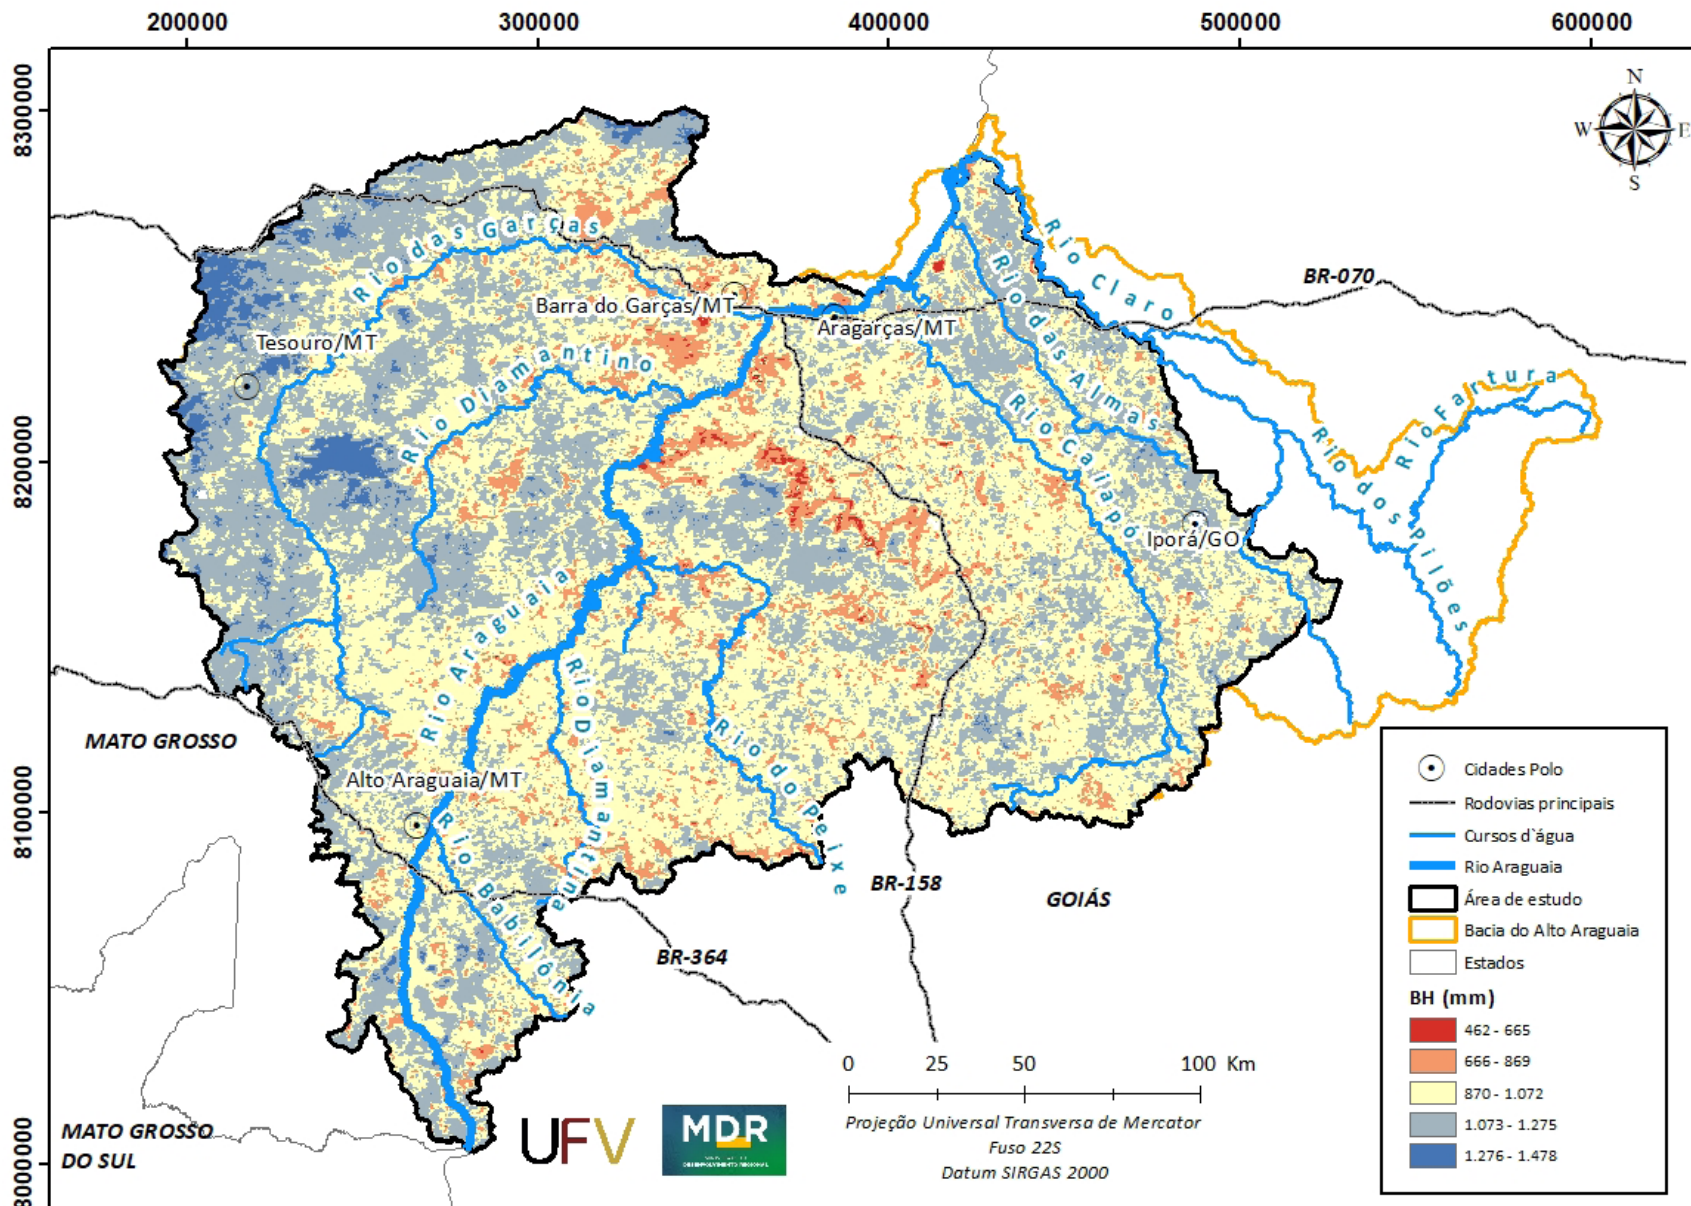 200000 300000 400000 500000 600000
8300000
8200000
8100000
8000000
N
W E
S
Rio das Garças
Rio Claro
BR-070
Barra do Garças/MT
Aragarças/MT
Tesouro/MT
Rio das Almas
Rio Diamantino
Rio Fartura
Rio Caiapó
Rio dos Pilões
Iporá/GO
Rio Araguaia
Rio Diamantina
Rio do Peixe
MATO GROSSO
Alto Araguaia/MT
Rio Babilônia
BR-158
GOIÁS
BR-364
MATO GROSSO
DO SUL
UFV
MDR
DESENVOLVIMENTO REGIONAL
0 25 50 100 Km
Projeção Universal Transversa de Mercator
Fuso 22S
Datum SIRGAS 2000
Cidades Polo
Rodovias principais
Cursos d`água
Rio Araguaia
Área de estudo
Bacia do Alto Araguaia
Estados
BH (mm)
462 - 665
666 - 869
870 - 1.072
1.073 - 1.275
1.276 - 1.478